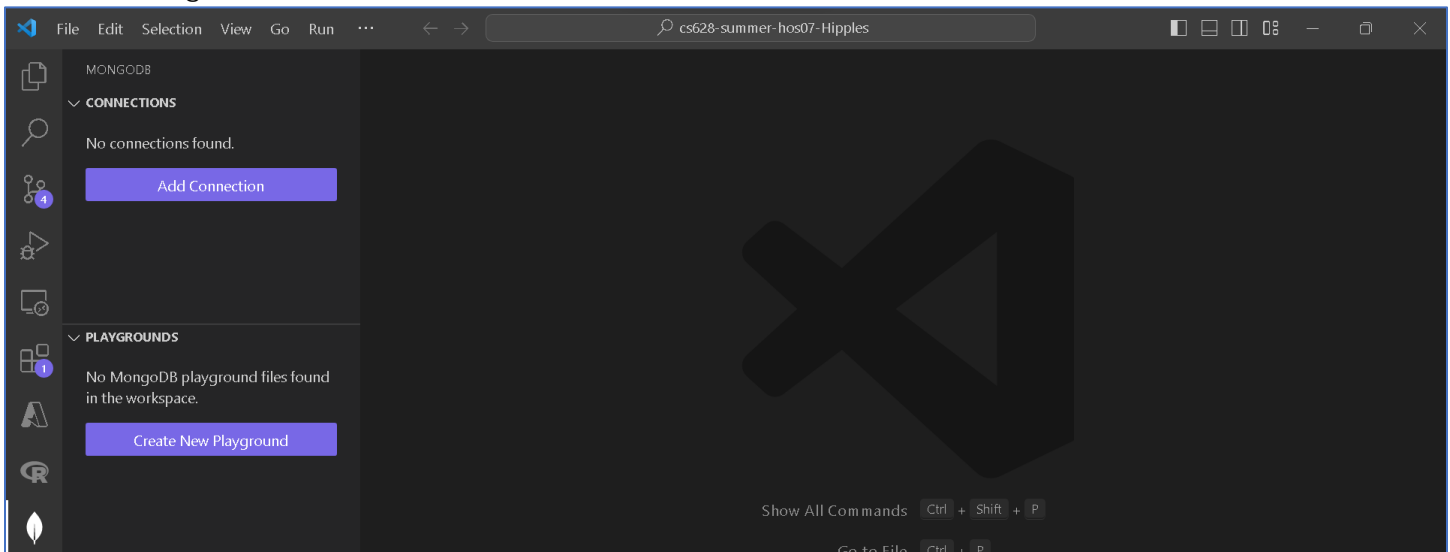 File Edit Selection View Go Run ··· cs628-summer-hos07-Hipples
MONGODB
CONNECTIONS
No connections found.
Add Connection
4
PLAYGROUNDS
1
No MongoDB playground files found
in the workspace.
Create New Playground
R
Show All Commands Ctrl + Shift + P
Go to File Ctrl + P